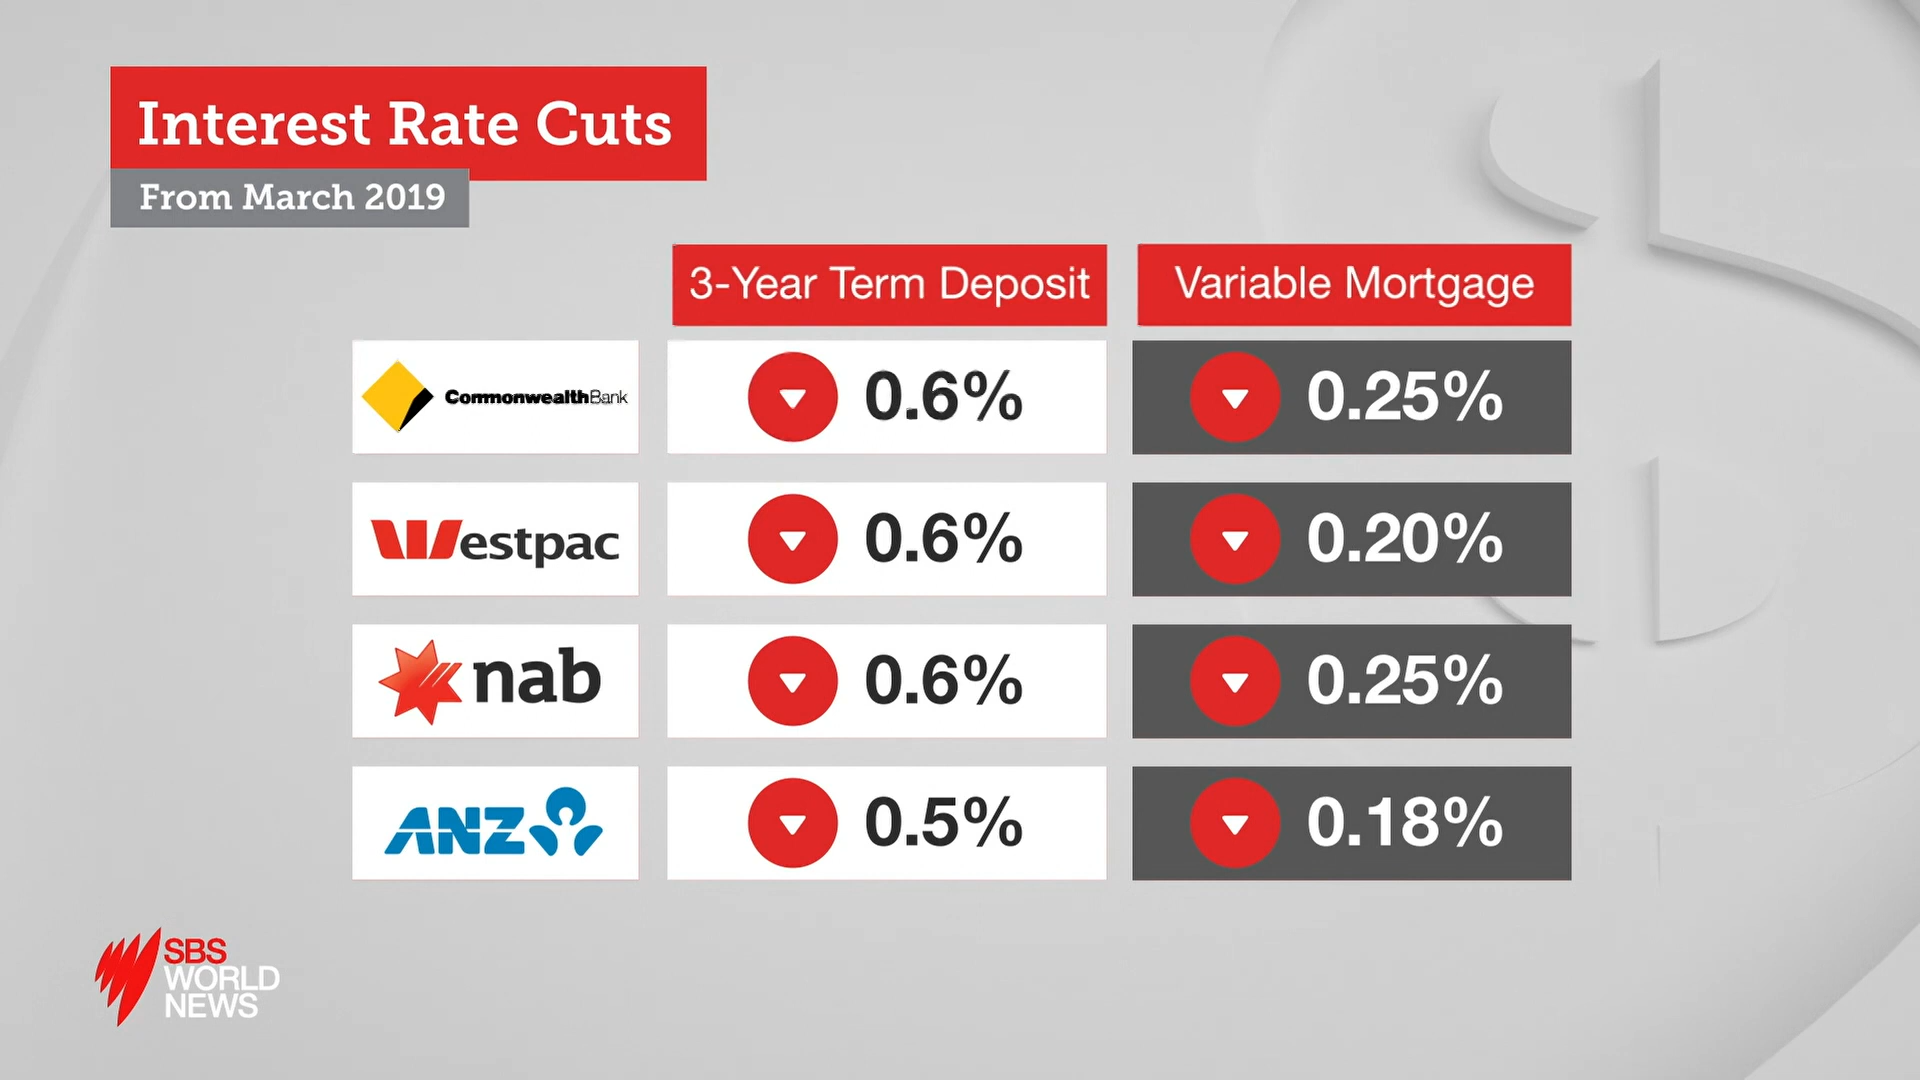 Interest Rate Cuts
From March 2019
3-Year Term Deposit Variable Mortgage
CommonwealthBank 0.6% 0.25%
Westpac 0.6% 0.20%
nab 0.6% 0.25%
ANZ 0.5% 0.18%
SBS
WORLD
NEWS